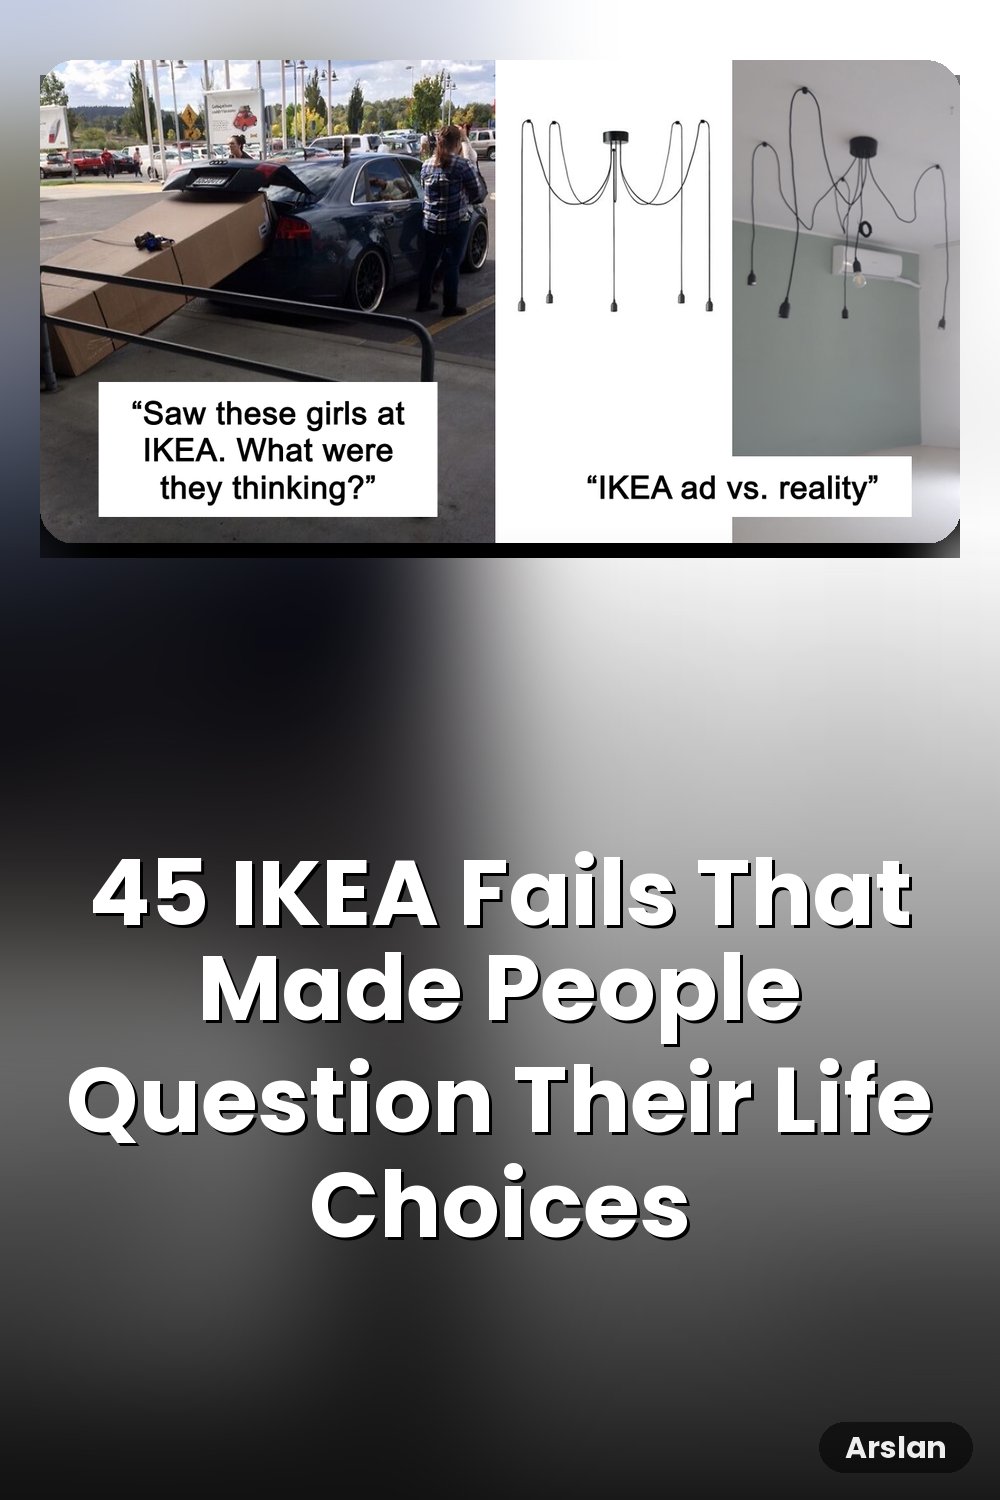 “Saw these girls at
IKEA. What were
they thinking?”
“IKEA ad vs. reality”
45 IKEA Fails That
Made People
Question Their Life
Choices
Arslan